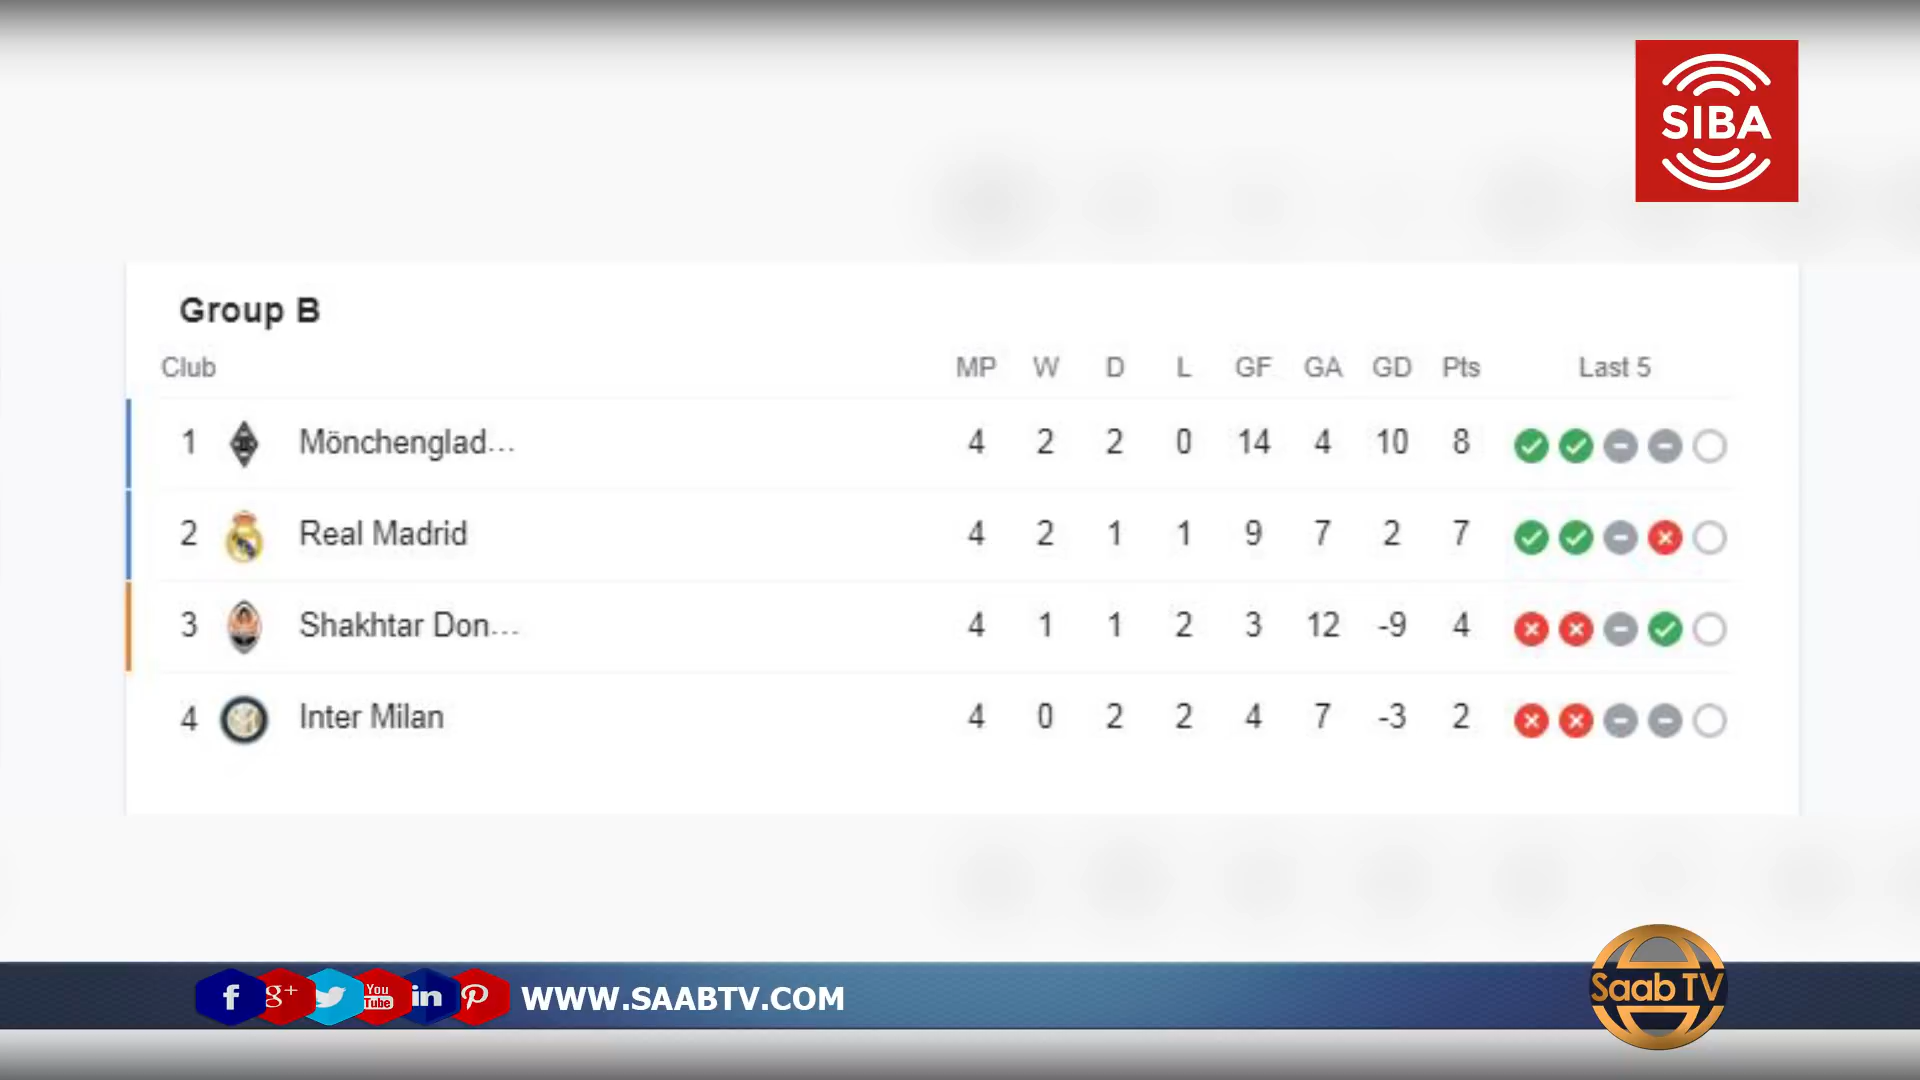 SIBA
Group B
Club MP W D L GF GA GD Pts Last 5
1 Mönchenglad... 4 2 2 0 14 4 10 8
2 Real Madrid 4 2 1 1 9 7 2 7
3 Shakhtar Don... 4 1 1 2 3 12 -9 4
4 Inter Milan 4 0 2 2 4 7 -3 2
f g+ You Tube in WWW.SAABTV.COM
Saab TV